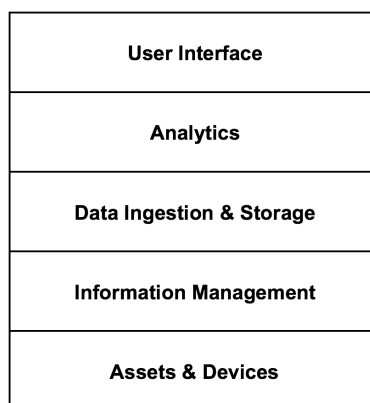 User Interface
Analytics
Data Ingestion & Storage
Information Management
Assets & Devices